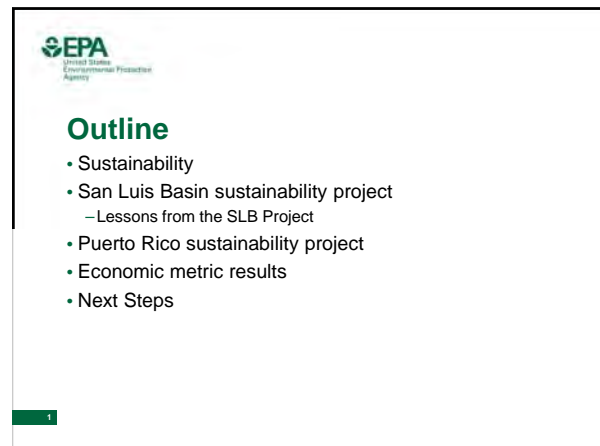 EPA
United States
Environmental Protection
Agency
Outline
• Sustainability
• San Luis Basin sustainability project
–Lessons from the SLB Project
• Puerto Rico sustainability project
• Economic metric results
• Next Steps
1